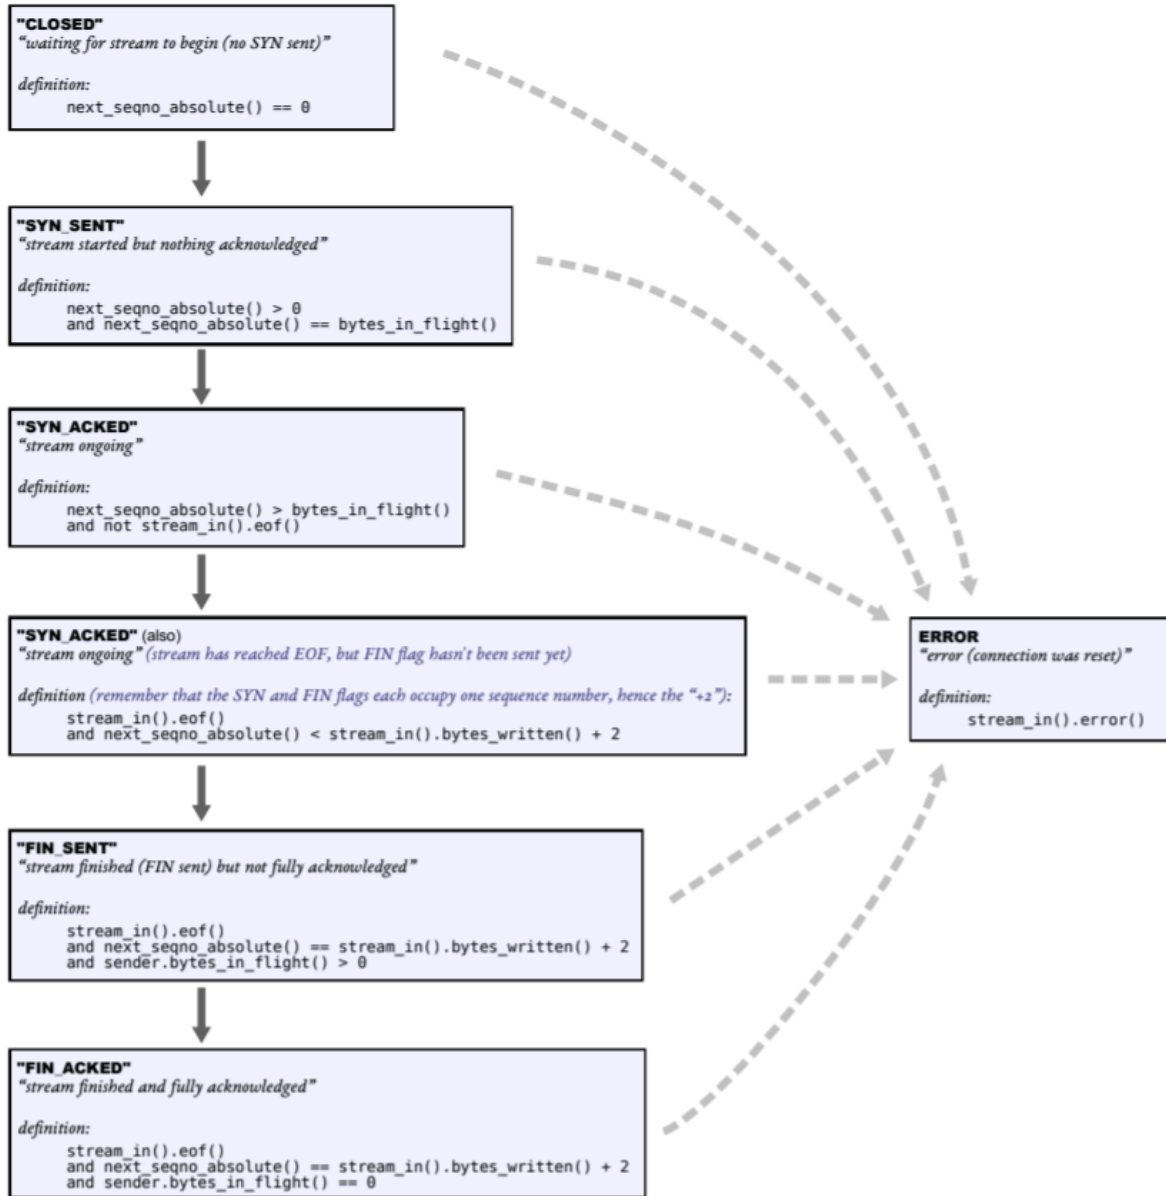 "CLOSED"
“waiting for stream to begin (no SYN sent)”
definition:
next_seqno_absolute() == 0
"SYN_SENT"
“stream started but nothing acknowledged”
definition:
next_seqno_absolute() > 0
and next_seqno_absolute() == bytes_in_flight()
"SYN_ACKED"
“stream ongoing”
definition:
next_seqno_absolute() > bytes_in_flight()
and not stream_in().eof()
"SYN_ACKED" (also)
“stream ongoing” (stream has reached EOF, but FIN flag hasn't been sent yet)
definition (remember that the SYN and FIN flags each occupy one sequence number, hence the “+2”):
stream_in().eof()
and next_seqno_absolute() < stream_in().bytes_written() + 2
ERROR
“error (connection was reset)”
definition:
stream_in().error()
"FIN_SENT"
“stream finished (FIN sent) but not fully acknowledged”
definition:
stream_in().eof()
and next_seqno_absolute() == stream_in().bytes_written() + 2
and sender.bytes_in_flight() > 0
"FIN_ACKED"
“stream finished and fully acknowledged”
definition:
stream_in().eof()
and next_seqno_absolute() == stream_in().bytes_written() + 2
and sender.bytes_in_flight() == 0